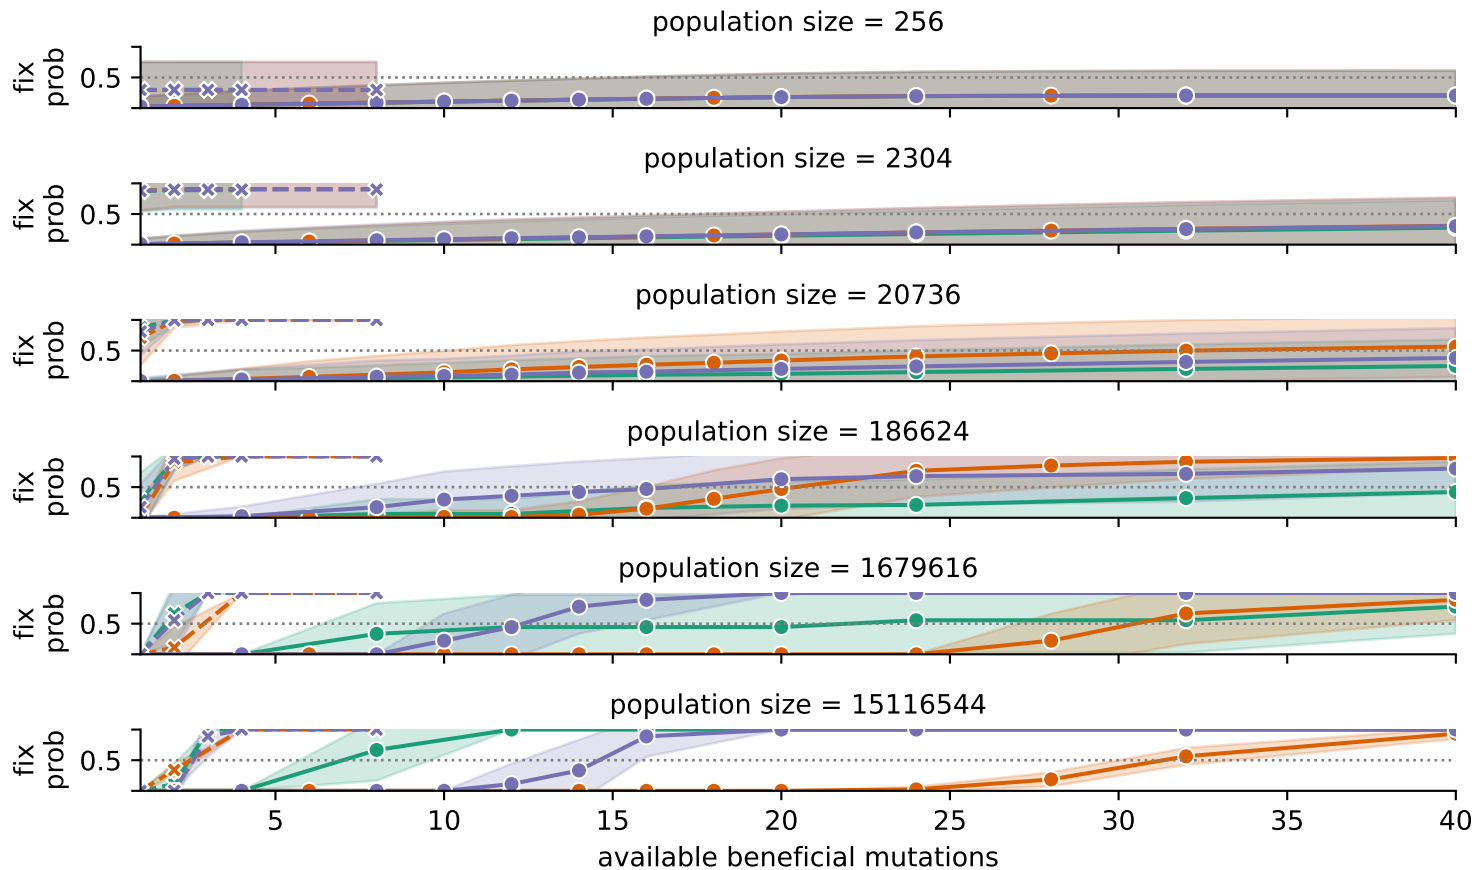 population size = 256
fix
prob
0.5
population size = 2304
fix
prob
0.5
population size = 20736
fix
prob
0.5
population size = 186624
fix
prob
0.5
population size = 1679616
fix
prob
0.5
population size = 15116544
fix
prob
0.5
5 10 15 20 25 30 35 40
available beneficial mutations